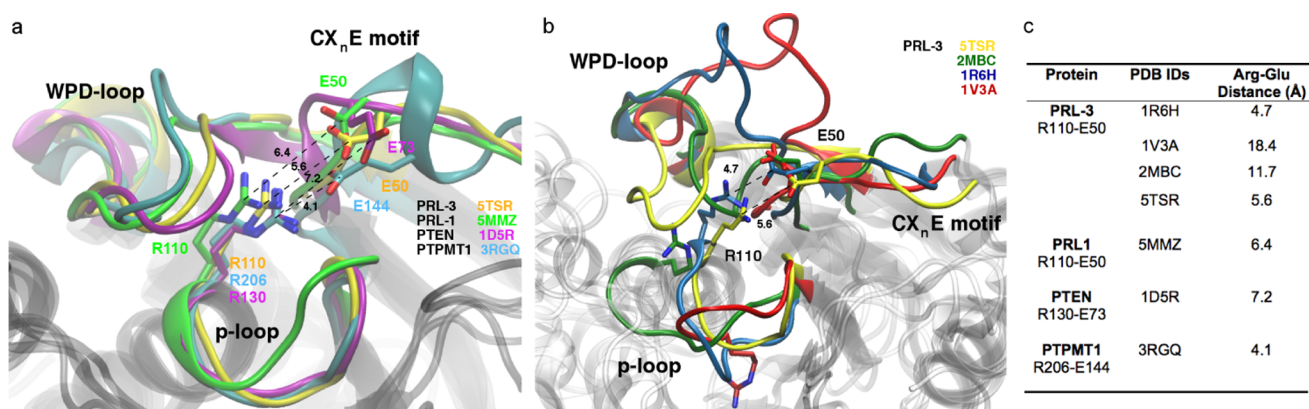 a
CXnE motif
WPD-loop
E50
E73
6.4
5.6
7.2
4.1
E50
E144
R110
R110
R206
R130
p-loop
PRL-3 5TSR
PRL-1 5MMZ
PTEN 1D5R
PTPMT1 3RGQ
b
WPD-loop
PRL-3 5TSR
2MBC
1R6H
1V3A
E50
4.7
5.6
CXnE motif
R110
p-loop
c
Protein PDB IDs Arg-Glu Distance (Å)
PRL-3 1R6H 4.7
R110-E50
1V3A 18.4
2MBC 11.7
5TSR 5.6
PRL1 5MMZ 6.4
R110-E50
PTEN 1D5R 7.2
R130-E73
PTPMT1 3RGQ 4.1
R206-E144